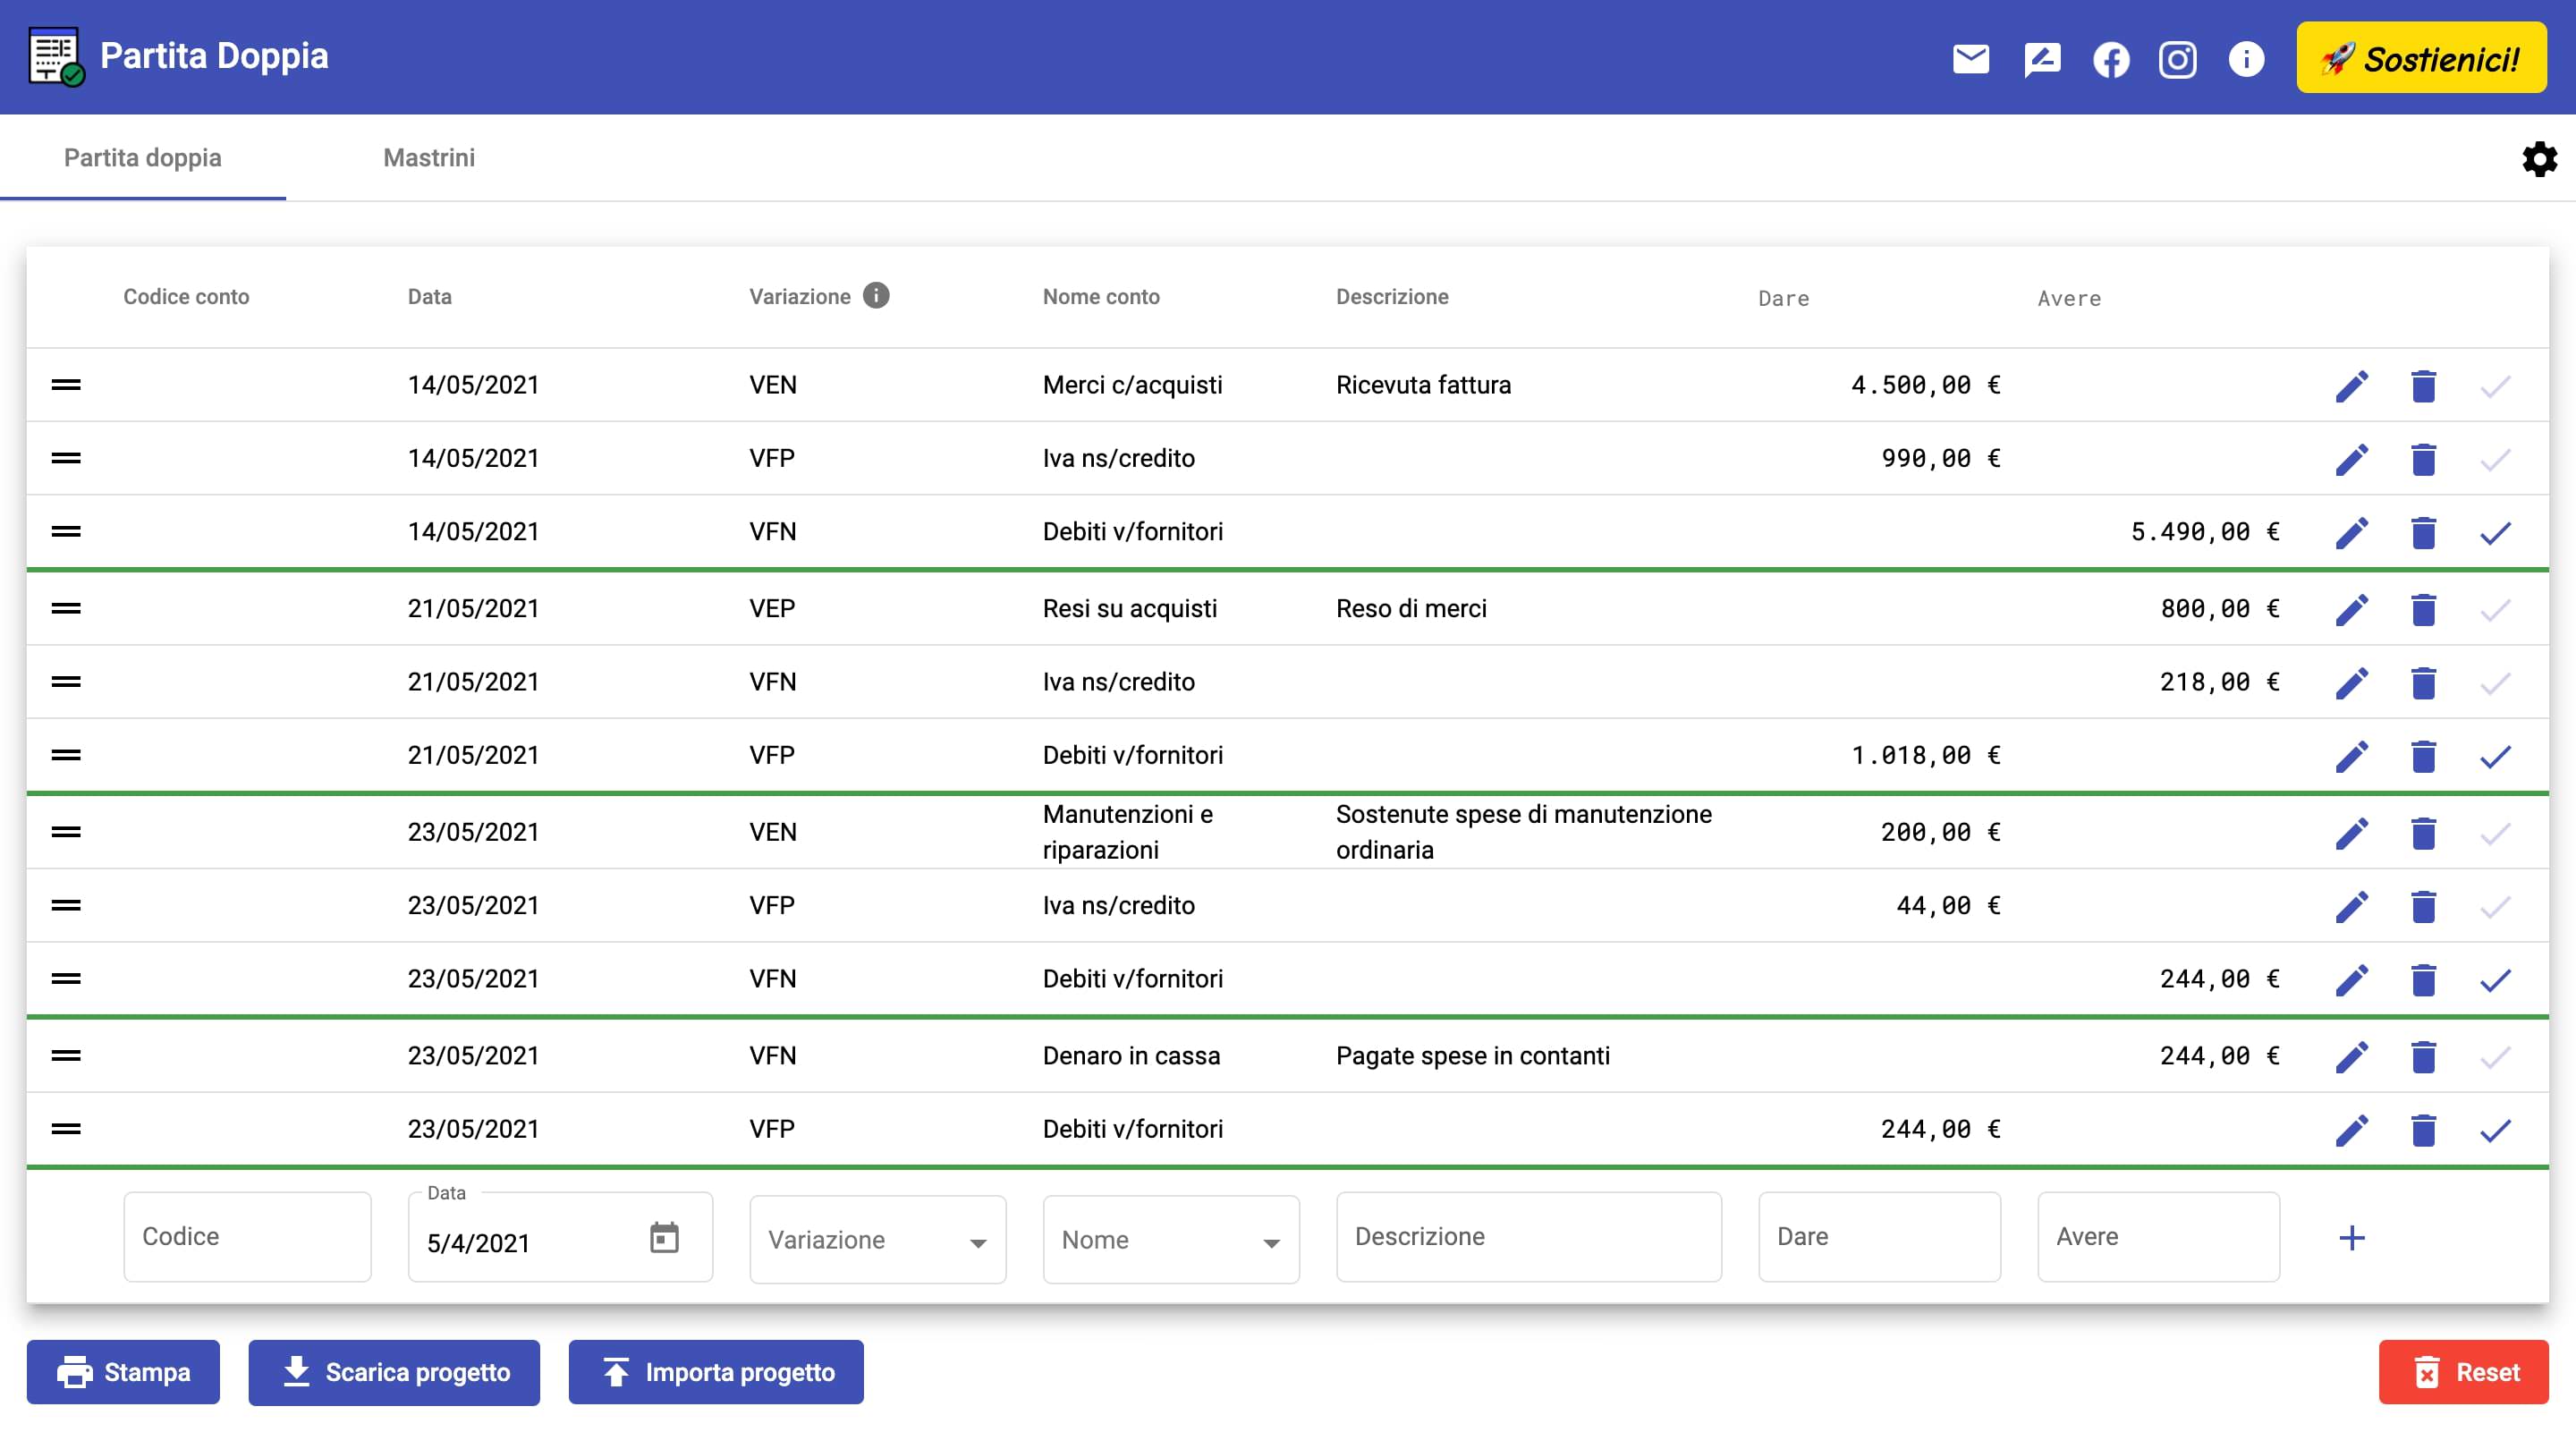 Partita Doppia
Sostienici!
Partita doppia Mastrini
Codice conto Data Variazione Nome conto Descrizione Dare Avere
14/05/2021 VEN Merci c/acquisti Ricevuta fattura 4.500,00 €
14/05/2021 VFP Iva ns/credito 990,00 €
14/05/2021 VFN Debiti v/fornitori 5.490,00 €
21/05/2021 VEP Resi su acquisti Reso di merci 800,00 €
21/05/2021 VFN Iva ns/credito 218,00 €
21/05/2021 VFP Debiti v/fornitori 1.018,00 €
23/05/2021 VEN Manutenzioni e riparazioni Sostenute spese di manutenzione ordinaria 200,00 €
23/05/2021 VFP Iva ns/credito 44,00 €
23/05/2021 VFN Debiti v/fornitori 244,00 €
23/05/2021 VFN Denaro in cassa Pagate spese in contanti 244,00 €
23/05/2021 VFP Debiti v/fornitori 244,00 €
Data
Codice 5/4/2021 Variazione Nome Descrizione Dare Avere
Stampa Scarica progetto Importa progetto Reset